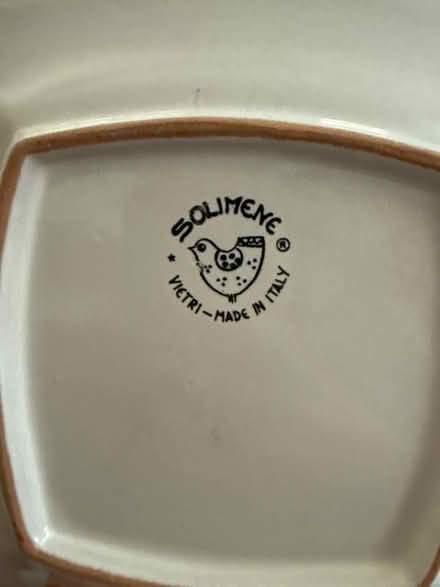 SOLIMENE
®
* VIETRI – MADE IN ITALY